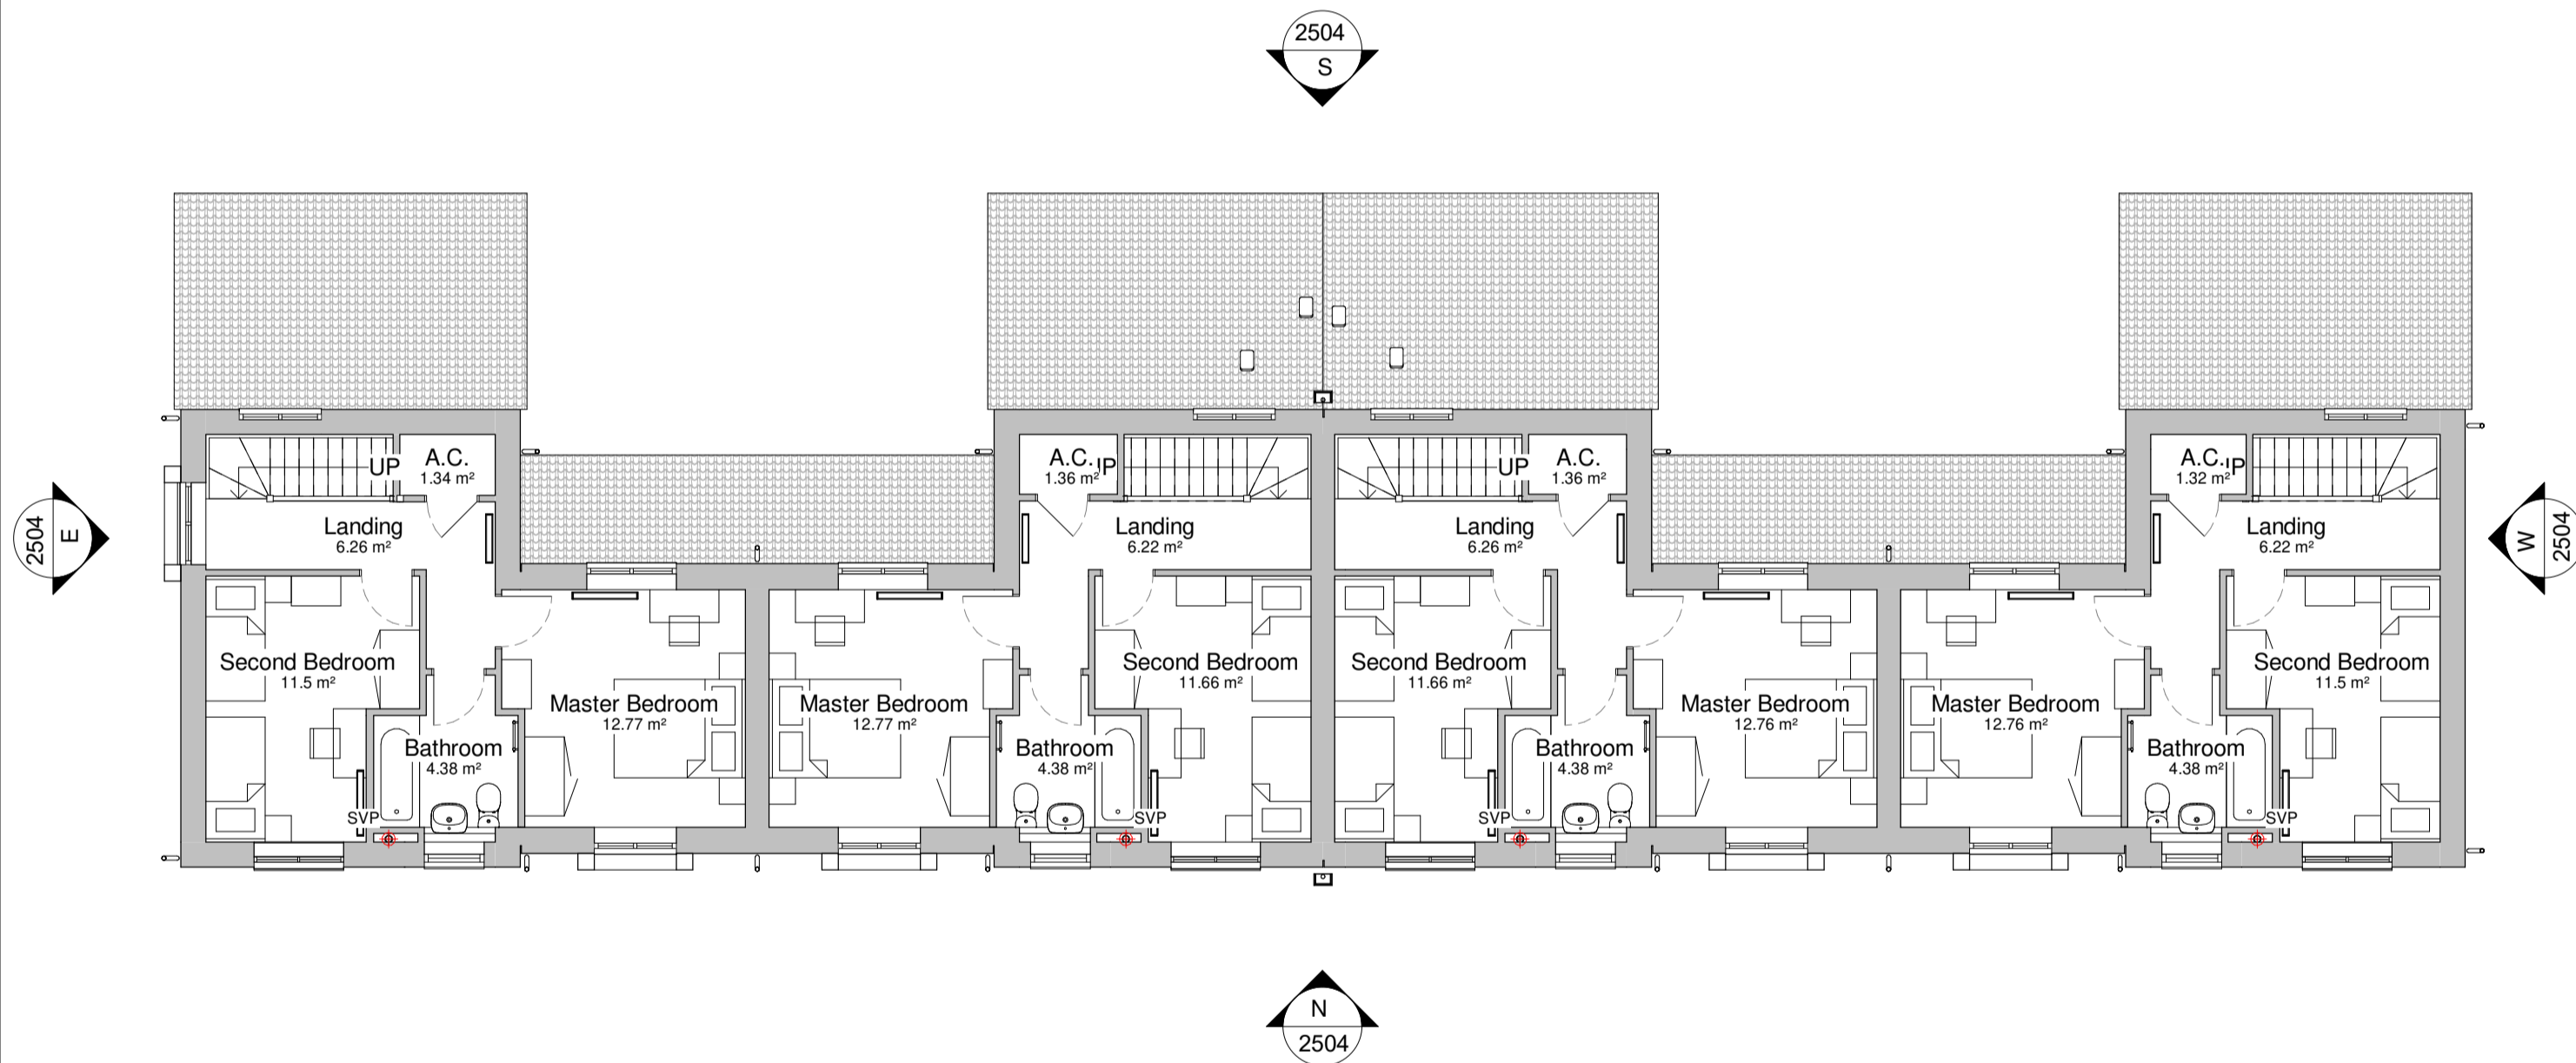 2504
S
UP
A.C.
1.34 m²
A.C.
1.36 m²
UP
A.C.
1.36 m²
A.C.
1.32 m²
2504
E
Landing
6.26 m²
Landing
6.22 m²
Landing
6.26 m²
Landing
6.22 m²
W
2504
Second Bedroom
11.5 m²
Master Bedroom
12.77 m²
Master Bedroom
12.77 m²
Second Bedroom
11.66 m²
Second Bedroom
11.66 m²
Master Bedroom
12.76 m²
Master Bedroom
12.76 m²
Second Bedroom
11.5 m²
Bathroom
4.38 m²
Bathroom
4.38 m²
Bathroom
4.38 m²
Bathroom
4.38 m²
SVP
SVP
SVP
SVP
N
2504